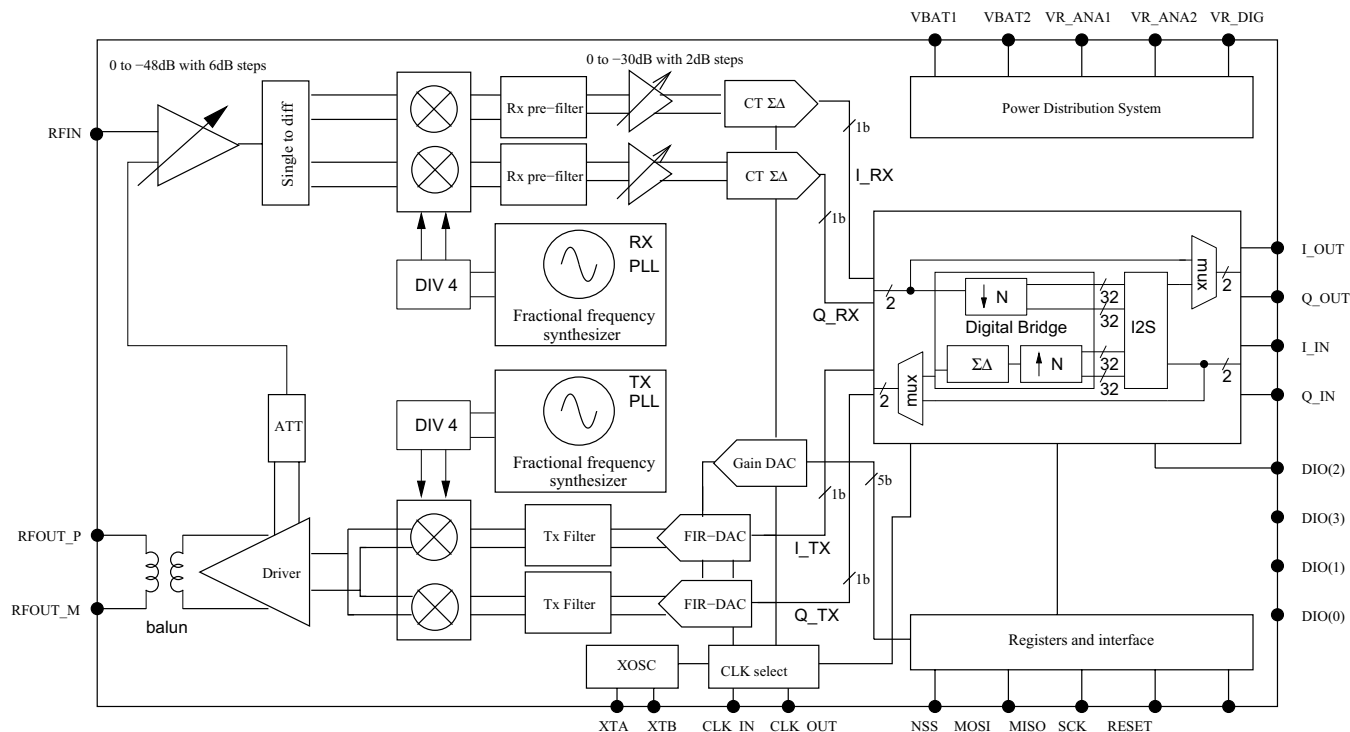 VBAT1 VBAT2 VR_ANA1 VR_ANA2 VR_DIG
0 to −48dB with 6dB steps
0 to −30dB with 2dB steps
RFIN
Single to diff
Rx pre−filter
CT ΣΔ
1b
Power Distribution System
Rx pre−filter
CT ΣΔ
1b
I_RX
DIV 4
RX
PLL
Fractional frequency
synthesizer
Q_RX
2
N
32
32
Digital Bridge
I2S
mux
2
I_OUT
Q_OUT
mux
2
ΣΔ
N
32
32
2
I_IN
Q_IN
DIV 4
TX
PLL
Fractional frequency
synthesizer
ATT
Gain DAC
5b
1b
DIO(2)
DIO(3)
DIO(1)
DIO(0)
RFOUT_P
RFOUT_M
balun
Driver
Tx Filter
FIR−DAC
I_TX
Tx Filter
FIR−DAC
1b
Q_TX
XOSC
CLK select
Registers and interface
XTA XTB CLK_IN CLK_OUT NSS MOSI MISO SCK RESET